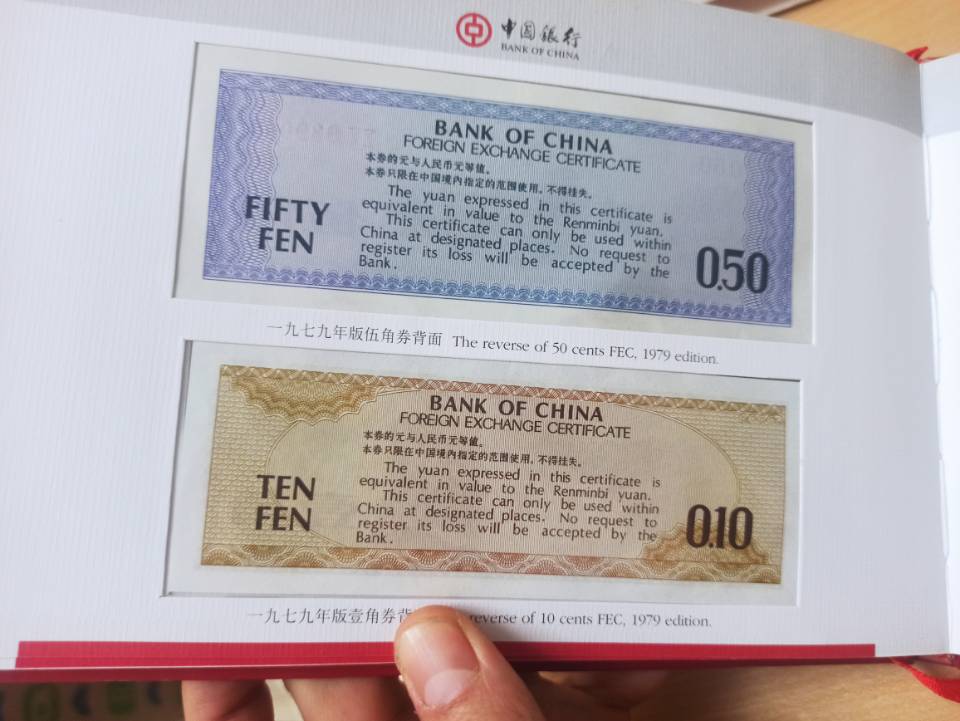 中国银行
BANK OF CHINA
BANK OF CHINA
FOREIGN EXCHANGE CERTIFICATE
本券的元与人民币元等值。
本券只限在中国境内指定的范围使用。不得挂失。
The yuan expressed in this certificate is
equivalent in value to the Renminbi yuan.
This certificate can only be used within
China at designated places. No request to
register its loss will be accepted by the
Bank.
FIFTY
FEN
0.50
一九七九年版伍角券背面 The reverse of 50 cents FEC, 1979 edition.
BANK OF CHINA
FOREIGN EXCHANGE CERTIFICATE
本券的元与人民币元等值。
本券只限在中国境内指定的范围使用。不得挂失。
The yuan expressed in this certificate is
equivalent in value to the Renminbi yuan.
This certificate can only be used within
China at designated places. No request to
register its loss will be accepted by the
Bank.
TEN
FEN
0.10
一九七九年版壹角券背 reverse of 10 cents FEC, 1979 edition.